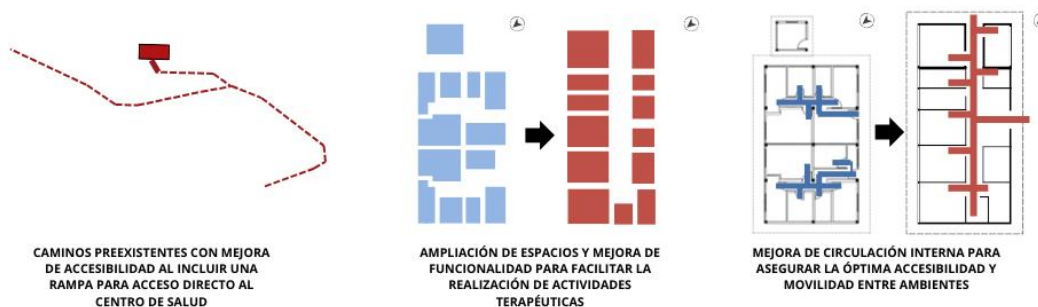 CAMINOS PREEXISTENTES CON MEJORA
DE ACCESIBILIDAD AL INCLUIR UNA
RAMPA PARA ACCESO DIRECTO AL
CENTRO DE SALUD
AMPLIACIÓN DE ESPACIOS Y MEJORA DE
FUNCIONALIDAD PARA FACILITAR LA
REALIZACIÓN DE ACTIVIDADES
TERAPÉUTICAS
MEJORA DE CIRCULACIÓN INTERNA PARA
ASEGURAR LA ÓPTIMA ACCESIBILIDAD Y
MOVILIDAD ENTRE AMBIENTES